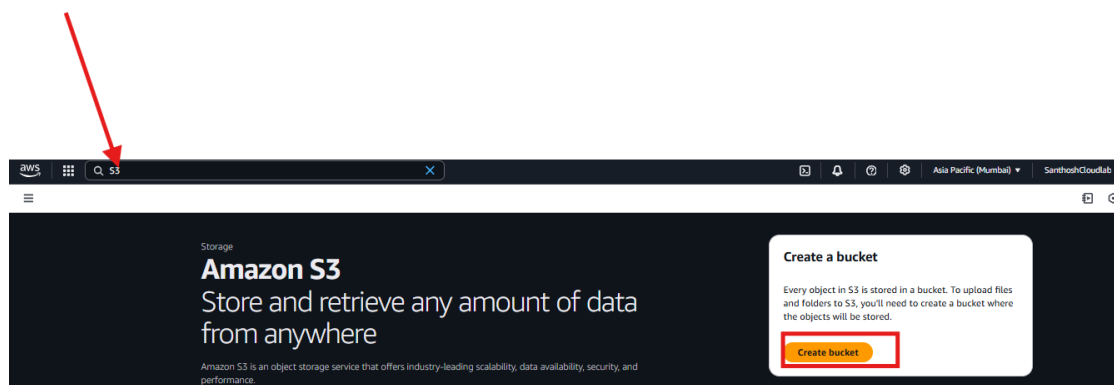 aws
S3
Asia Pacific (Mumbai)
SanthoshCloudlab
Storage
Amazon S3
Store and retrieve any amount of data
from anywhere
Amazon S3 is an object storage service that offers industry-leading scalability, data availability, security, and
performance.
Create a bucket
Every object in S3 is stored in a bucket. To upload files
and folders to S3, you'll need to create a bucket where
the objects will be stored.
Create bucket